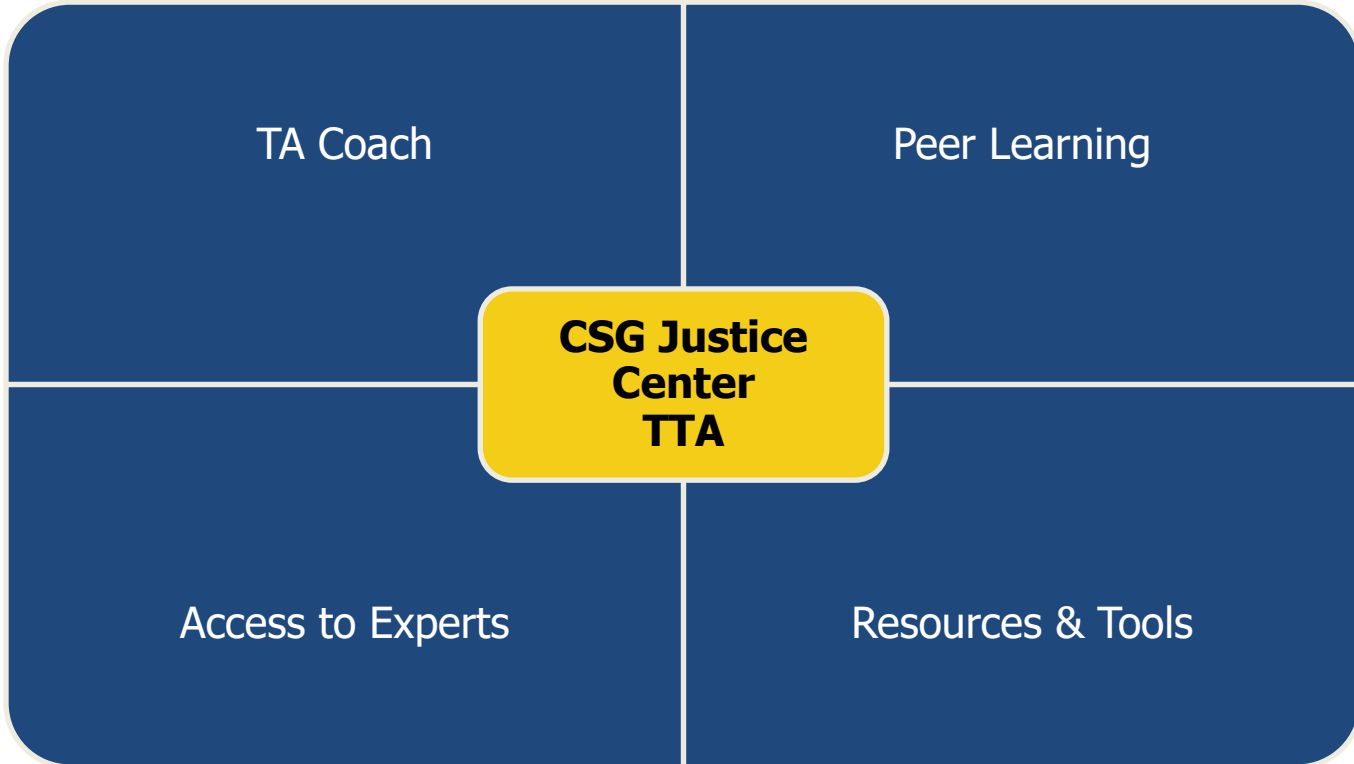 TA Coach
Peer Learning
CSG Justice
Center
TTA
Access to Experts
Resources & Tools